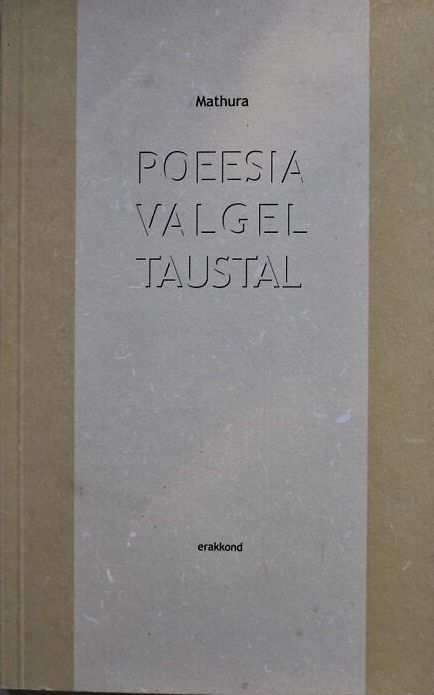 Mathura
POEESIA
VALGEL
TAUSTAL
erakkond